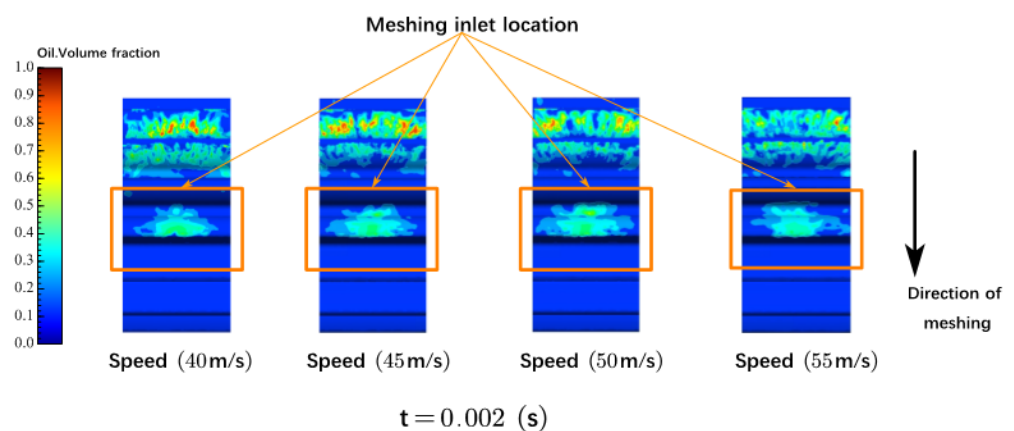 Meshing inlet location
Oil.Volume fraction
1.0
0.9
0.8
0.7
0.6
0.5
0.4
0.3
0.2
0.1
0.0
Direction of
meshing
Speed (40m/s)
Speed (45m/s)
Speed (50m/s)
Speed (55m/s)
t=0.002 (s)